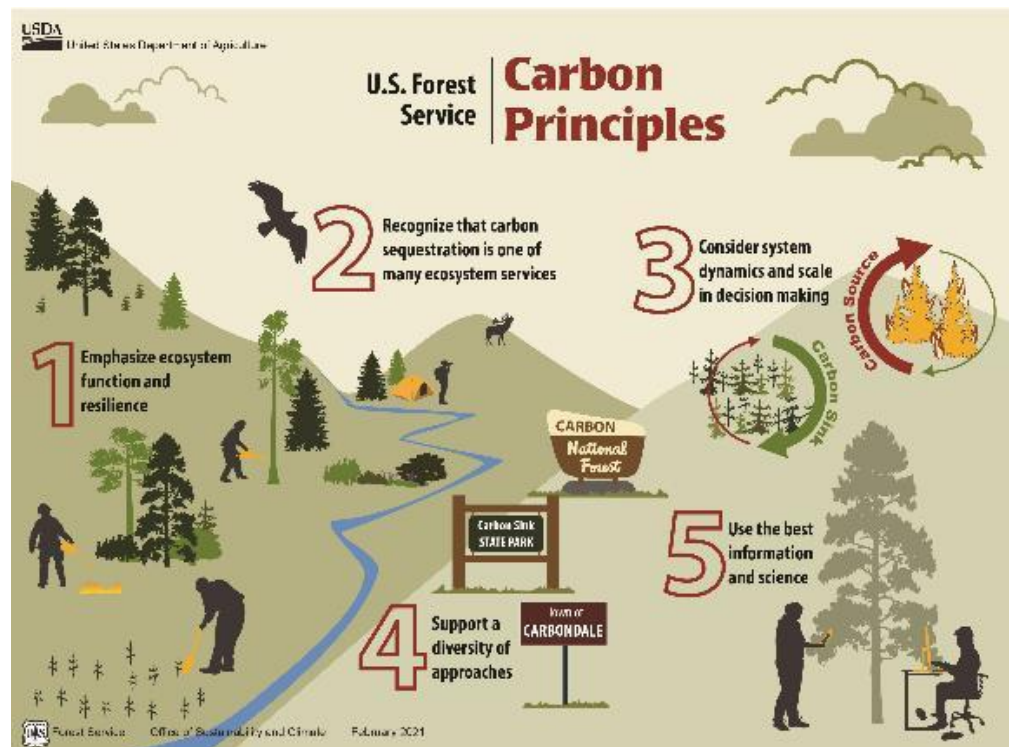 USDA
United States Department of Agriculture
U.S. Forest
Service
Carbon
Principles
1
Emphasize ecosystem
function and
resilience
2
Recognize that carbon
sequestration is one of
many ecosystem services
3
Consider system
dynamics and scale
in decision making
Carbon Source
Carbon Sink
CARBON
National
Forest
Carbon Sink
STATE PARK
4
Support a
diversity of
approaches
Town of
CARBONDALE
5
Use the best
information
and science
Forest Service Office of Sustainability and Climate February 2021